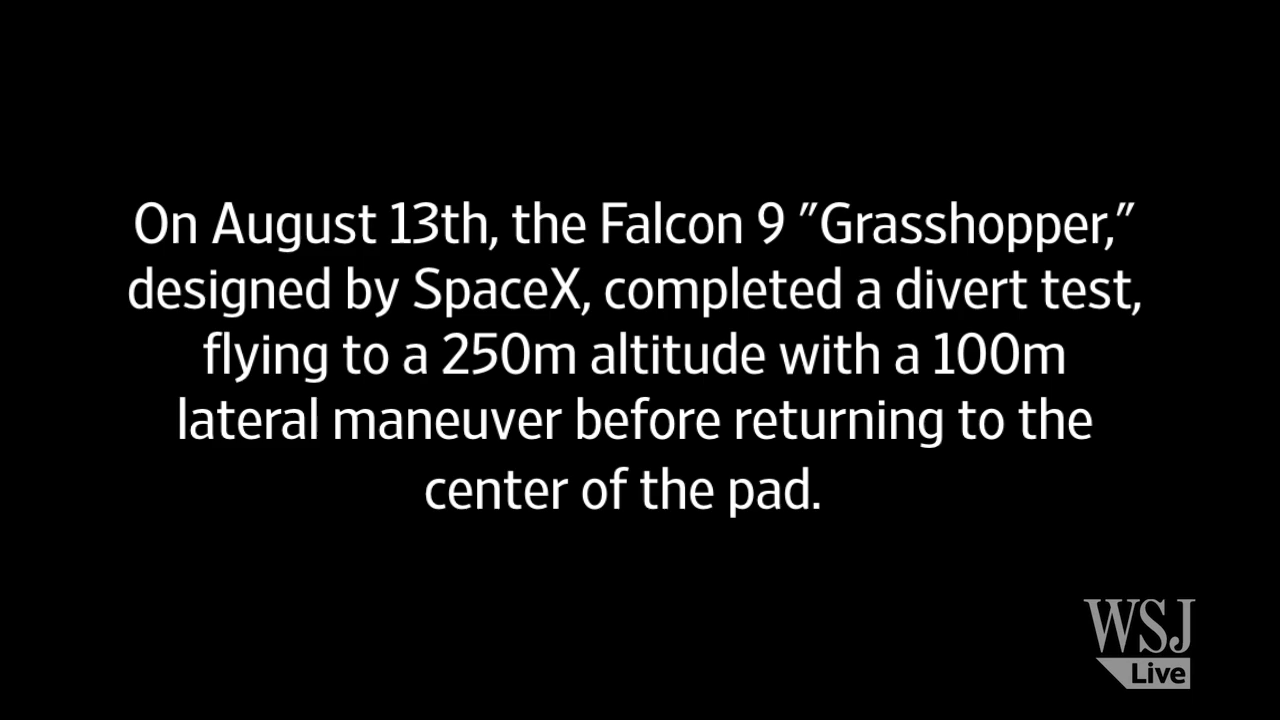 On August 13th, the Falcon 9 "Grasshopper,"
designed by SpaceX, completed a divert test,
flying to a 250m altitude with a 100m
lateral maneuver before returning to the
center of the pad.
WSJ
Live